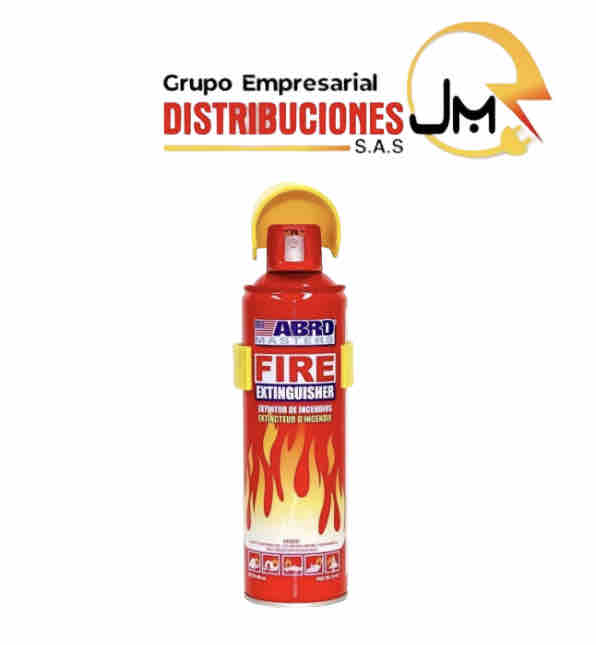 Grupo Empresarial
DISTRIBUCIONES
S.A.S
JM
ABRO
MASTERS
FIRE
EXTINGUISHER
EXTINTOR DE INCENDIOS
EXTINCTEUR D'INCENDIE